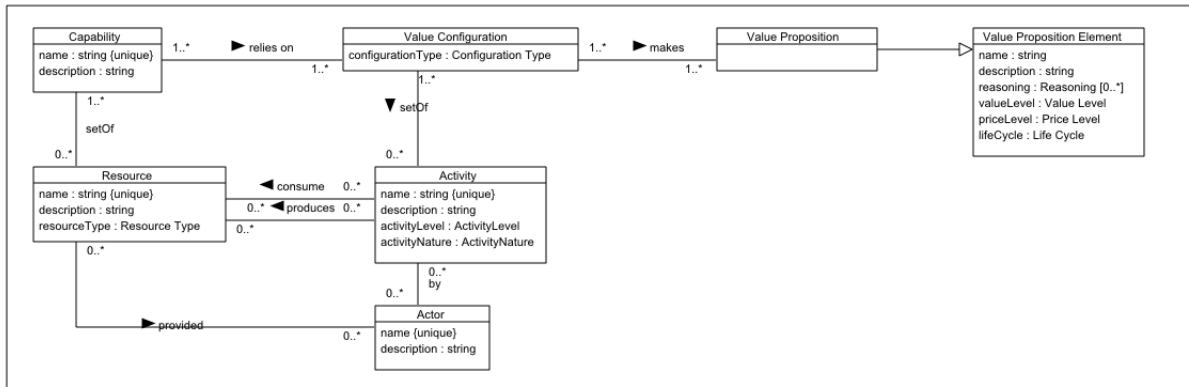 Capability
name : string {unique}
description : string
1..*
relies on
1..*
Value Configuration
configurationType : Configuration Type
1..*
makes
1..*
Value Proposition
Value Proposition Element
name : string
description : string
reasoning : Reasoning [0..*]
valueLevel : Value Level
priceLevel : Price Level
lifeCycle : Life Cycle
1..*
setOf
0..*
1..*
setOf
0..*
Resource
name : string {unique}
description : string
resourceType : Resource Type
consume
0..*
0..*
produces
0..*
0..*
Activity
name : string {unique}
description : string
activityLevel : ActivityLevel
activityNature : ActivityNature
0..*
0..*
by
0..*
provided
0..*
Actor
name {unique}
description : string